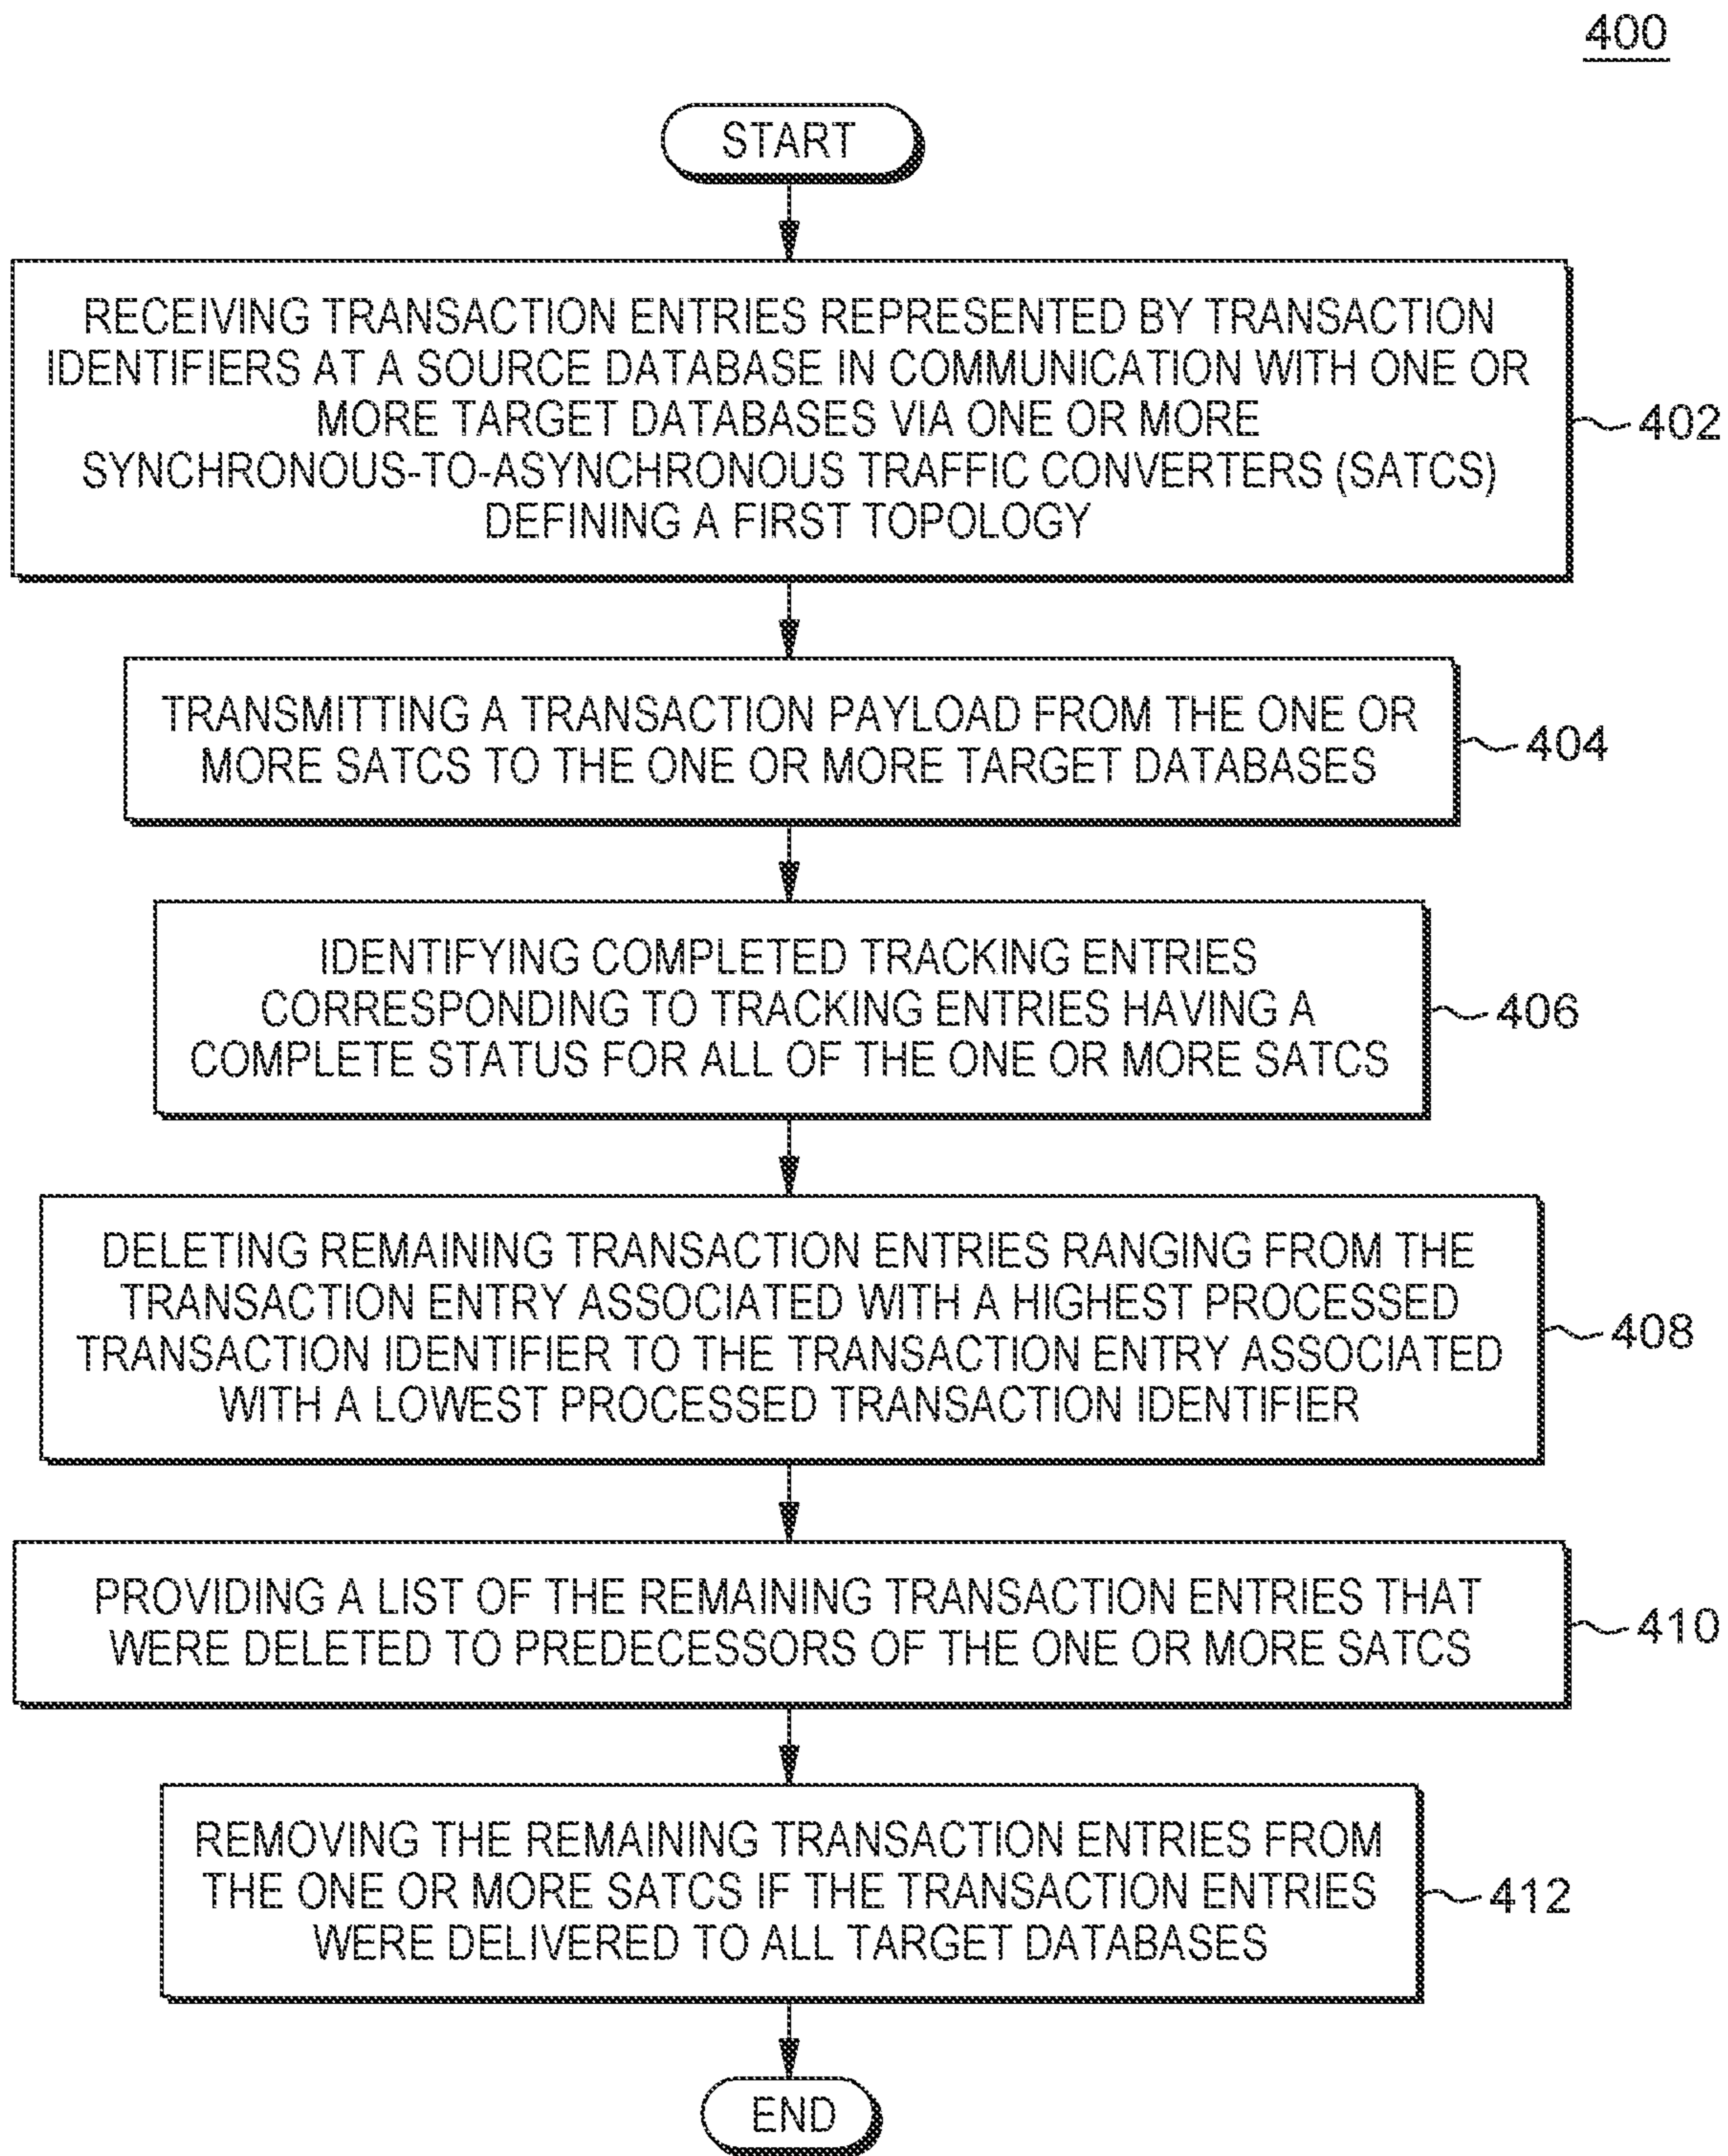 400
START
RECEIVING TRANSACTION ENTRIES REPRESENTED BY TRANSACTION
IDENTIFIERS AT A SOURCE DATABASE IN COMMUNICATION WITH ONE OR
MORE TARGET DATABASES VIA ONE OR MORE
SYNCHRONOUS-TO-ASYNCHRONOUS TRAFFIC CONVERTERS (SATCS)
DEFINING A FIRST TOPOLOGY
402
TRANSMITTING A TRANSACTION PAYLOAD FROM THE ONE OR
MORE SATCS TO THE ONE OR MORE TARGET DATABASES
404
IDENTIFYING COMPLETED TRACKING ENTRIES
CORRESPONDING TO TRACKING ENTRIES HAVING A
COMPLETE STATUS FOR ALL OF THE ONE OR MORE SATCS
406
DELETING REMAINING TRANSACTION ENTRIES RANGING FROM THE
TRANSACTION ENTRY ASSOCIATED WITH A HIGHEST PROCESSED
TRANSACTION IDENTIFIER TO THE TRANSACTION ENTRY ASSOCIATED
WITH A LOWEST PROCESSED TRANSACTION IDENTIFIER
408
PROVIDING A LIST OF THE REMAINING TRANSACTION ENTRIES THAT
WERE DELETED TO PREDECESSORS OF THE ONE OR MORE SATCS
410
REMOVING THE REMAINING TRANSACTION ENTRIES FROM
THE ONE OR MORE SATCS IF THE TRANSACTION ENTRIES
WERE DELIVERED TO ALL TARGET DATABASES
412
END